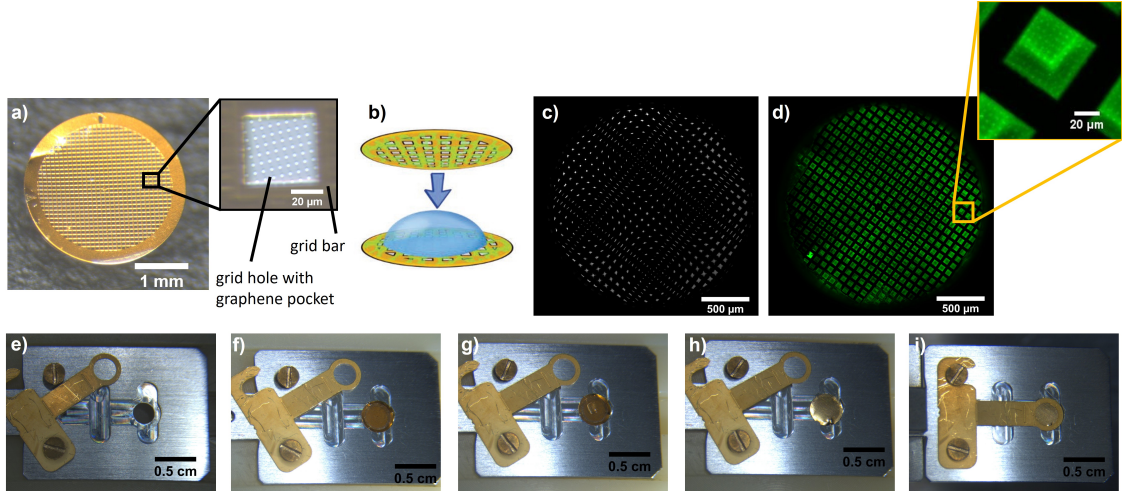 a)
20 µm
grid bar
grid hole with
graphene pocket
1 mm
b)
c)
500 µm
d)
500 µm
20 µm
e)
0.5 cm
f)
0.5 cm
g)
0.5 cm
h)
0.5 cm
i)
0.5 cm